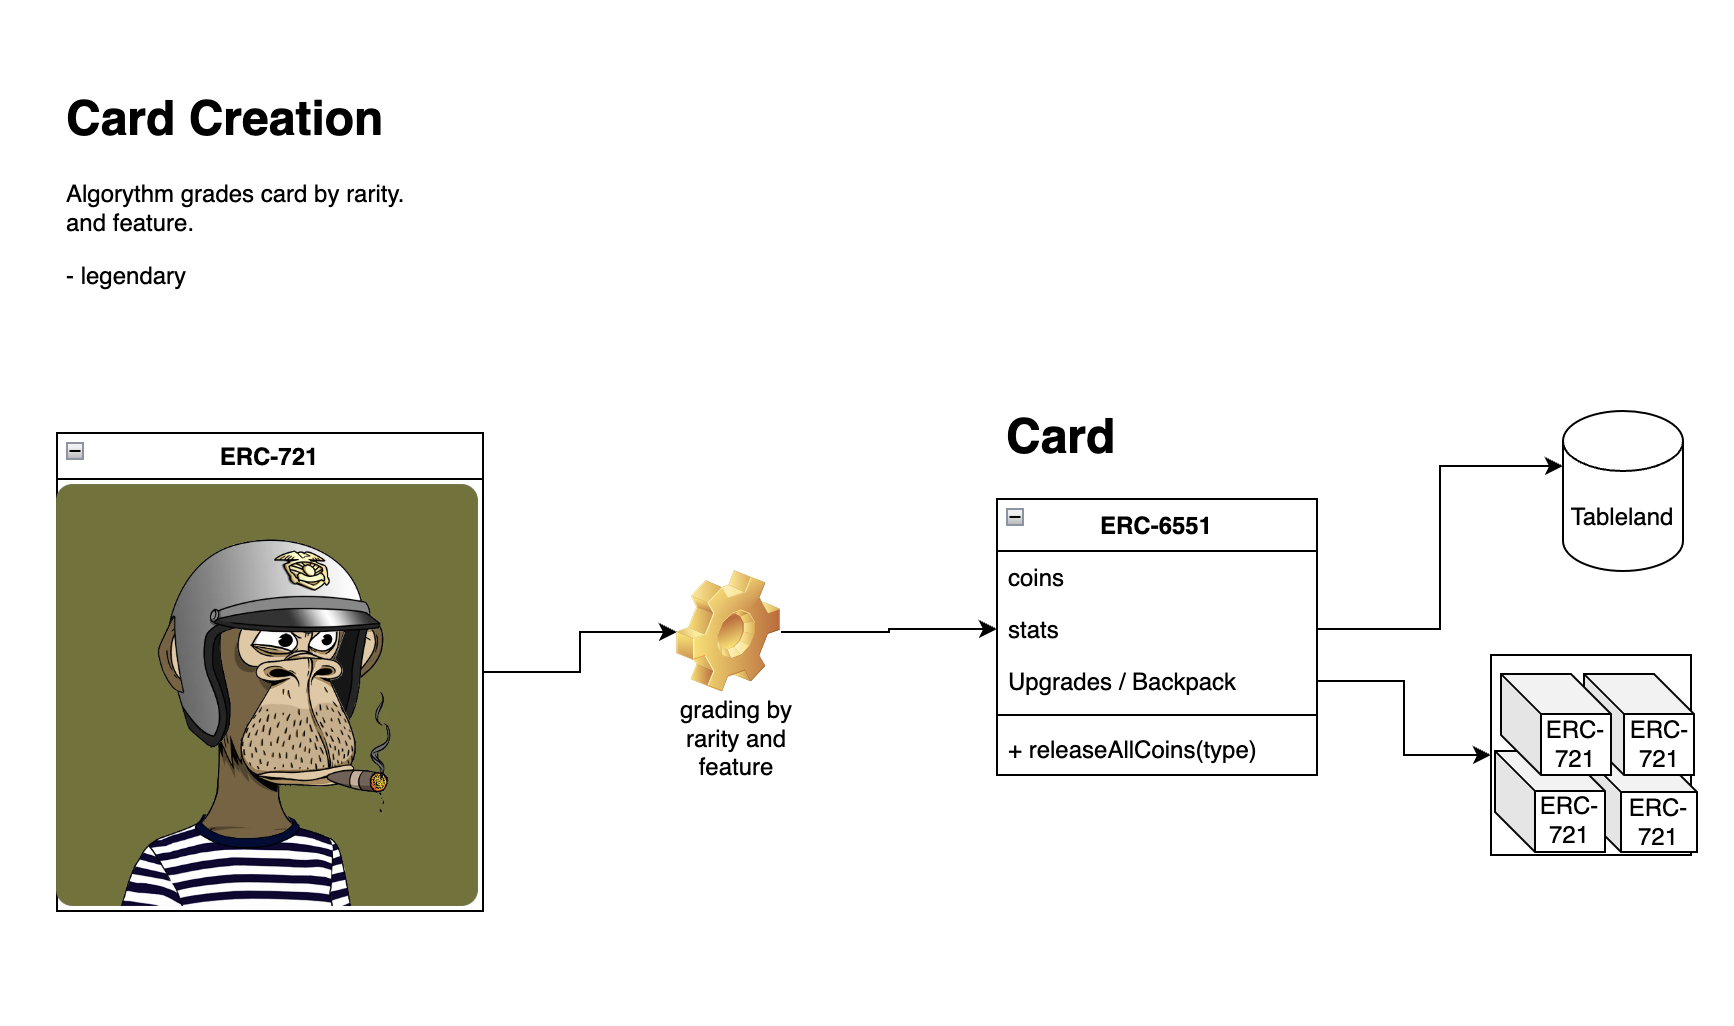 Card Creation
Algorythm grades card by rarity.
and feature.
- legendary
ERC-721
grading by
rarity and
feature
Card
ERC-6551
coins
stats
Upgrades / Backpack
+ releaseAllCoins(type)
Tableland
ERC-
721
ERC-
721
ERC-
721
ERC-
721